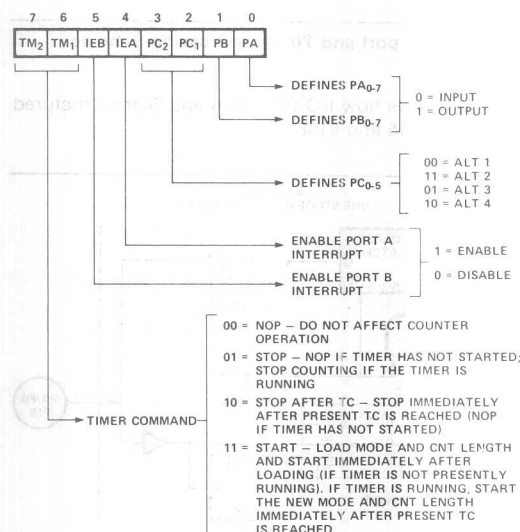 7 6 5 4 3 2 1 0
TM2 TM1 IEB IEA PC2 PC1 PB PA
DEFINES PA0-7
DEFINES PB0-7
0 = INPUT
1 = OUTPUT
DEFINES PC0-5
00 = ALT 1
11 = ALT 2
01 = ALT 3
10 = ALT 4
ENABLE PORT A
INTERRUPT
ENABLE PORT B
INTERRUPT
1 = ENABLE
0 = DISABLE
TIMER COMMAND
00 = NOP – DO NOT AFFECT COUNTER
OPERATION
01 = STOP – NOP IF TIMER HAS NOT STARTED;
STOP COUNTING IF THE TIMER IS
RUNNING
10 = STOP AFTER TC – STOP IMMEDIATELY
AFTER PRESENT TC IS REACHED (NOP
IF TIMER HAS NOT STARTED)
11 = START – LOAD MODE AND CNT LENGTH
AND START IMMEDIATELY AFTER
LOADING (IF TIMER IS NOT PRESENTLY
RUNNING). IF TIMER IS RUNNING, START
THE NEW MODE AND CNT LENGTH
IMMEDIATELY AFTER PRESENT TC
IS REACHED